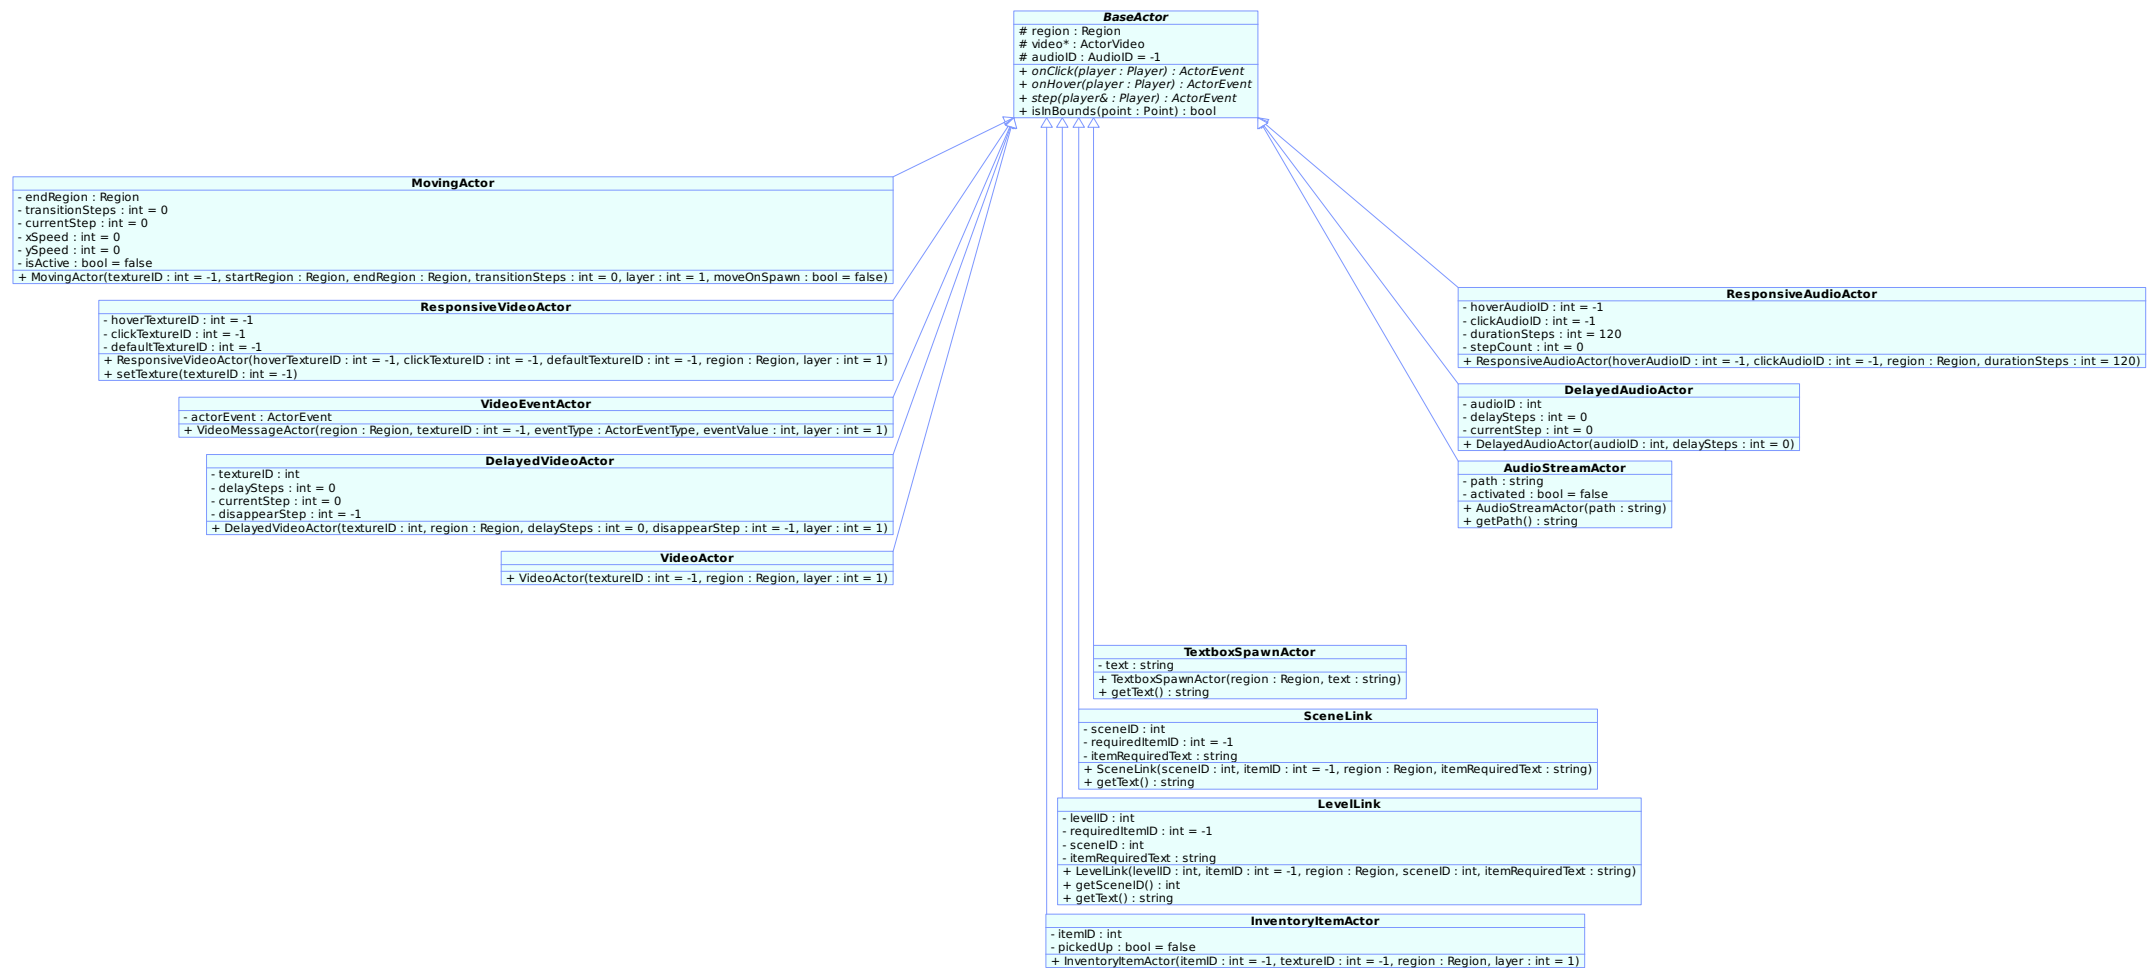 BaseActor
# region : Region
# video* : ActorVideo
# audioID : AudioID = -1
+ onClick(player : Player) : ActorEvent
+ onHover(player : Player) : ActorEvent
+ step(player& : Player) : ActorEvent
+ isInBounds(point : Point) : bool
MovingActor
- endRegion : Region
- transitionSteps : int = 0
- currentStep : int = 0
- xSpeed : int = 0
- ySpeed : int = 0
- isActive : bool = false
+ MovingActor(textureID : int = -1, startRegion : Region, endRegion : Region, transitionSteps : int = 0, layer : int = 1, moveOnSpawn : bool = false)
ResponsiveVideoActor
- hoverTextureID : int = -1
- clickTextureID : int = -1
- defaultTextureID : int = -1
+ ResponsiveVideoActor(hoverTextureID : int = -1, clickTextureID : int = -1, defaultTextureID : int = -1, region : Region, layer : int = 1)
+ setTexture(textureID : int = -1)
VideoEventActor
- actorEvent : ActorEvent
+ VideoMessageActor(region : Region, textureID : int = -1, eventType : ActorEventType, eventValue : int, layer : int = 1)
DelayedVideoActor
- textureID : int
- delaySteps : int = 0
- currentStep : int = 0
- disappearStep : int = -1
+ DelayedVideoActor(textureID : int, region : Region, delaySteps : int = 0, disappearStep : int = -1, layer : int = 1)
VideoActor
+ VideoActor(textureID : int = -1, region : Region, layer : int = 1)
ResponsiveAudioActor
- hoverAudioID : int = -1
- clickAudioID : int = -1
- durationSteps : int = 120
- stepCount : int = 0
+ ResponsiveAudioActor(hoverAudioID : int = -1, clickAudioID : int = -1, region : Region, durationSteps : int = 120)
DelayedAudioActor
- audioID : int
- delaySteps : int = 0
- currentStep : int = 0
+ DelayedAudioActor(audioID : int, delaySteps : int = 0)
AudioStreamActor
- path : string
- activated : bool = false
+ AudioStreamActor(path : string)
+ getPath() : string
TextboxSpawnActor
- text : string
+ TextboxSpawnActor(region : Region, text : string)
+ getText() : string
SceneLink
- sceneID : int
- requiredItemID : int = -1
- itemRequiredText : string
+ SceneLink(sceneID : int, itemID : int = -1, region : Region, itemRequiredText : string)
+ getText() : string
LevelLink
- levelID : int
- requiredItemID : int = -1
- sceneID : int
- itemRequiredText : string
+ LevelLink(levelID : int, itemID : int = -1, region : Region, sceneID : int, itemRequiredText : string)
+ getSceneID() : int
+ getText() : string
InventoryItemActor
- itemID : int
- pickedUp : bool = false
+ InventoryItemActor(itemID : int = -1, textureID : int = -1, region : Region, layer : int = 1)